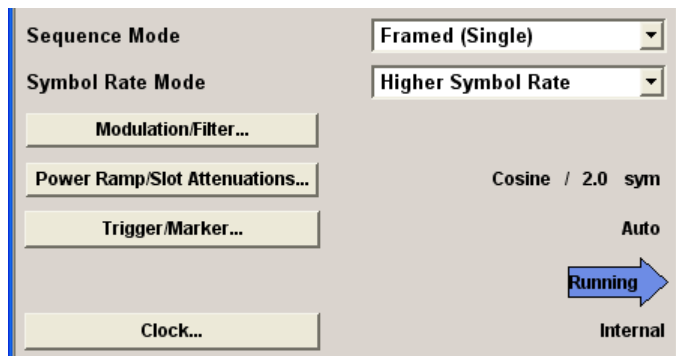 Sequence Mode Framed (Single)
Symbol Rate Mode Higher Symbol Rate
Modulation/Filter...
Power Ramp/Slot Attenuations... Cosine / 2.0 sym
Trigger/Marker... Auto
Running
Clock... Internal